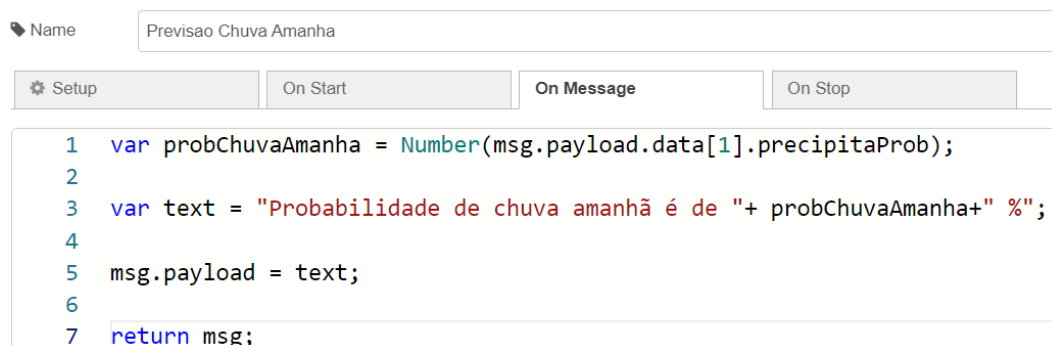 Name
Previsao Chuva Amanha
Setup
On Start
On Message
On Stop
1 var probChuvaAmanha = Number(msg.payload.data[1].precipitaProb);
2
3 var text = "Probabilidade de chuva amanhã é de "+ probChuvaAmanha+" %";
4
5 msg.payload = text;
6
7 return msg;